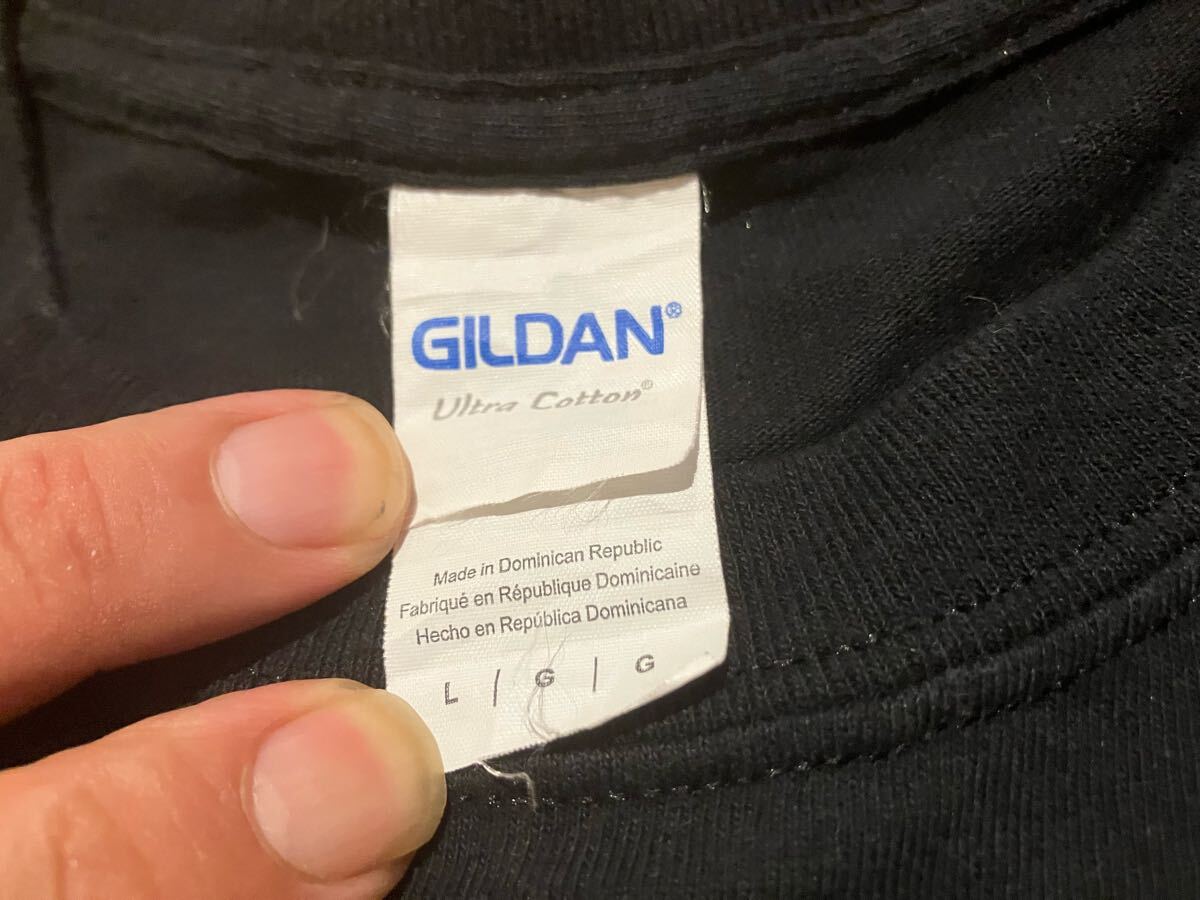 GILDAN®
Ultra Cotton®
Made in Dominican Republic
Fabriqué en République Dominicaine
Hecho en República Dominicana
L / G / G